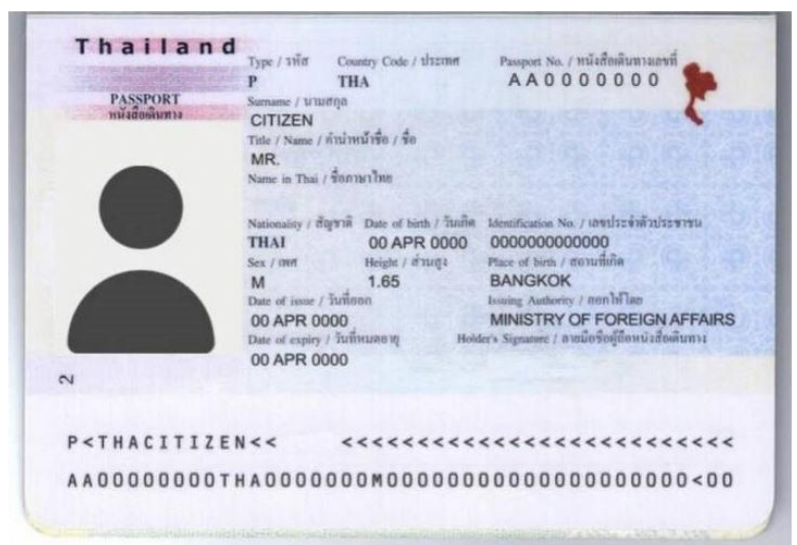 Thailand
Type / รหัส Country Code / ประเทศ Passport No. / หนังสือเดินทางเลขที่
P THA AA0000000
PASSPORT
หนังสือเดินทาง
Surname / นามสกุล
CITIZEN
Title / Name / คำนำหน้าชื่อ / ชื่อ
MR.
Name in Thai / ชื่อภาษาไทย
Nationality / สัญชาติ Date of birth / วันเกิด Identification No. / เลขประจำตัวประชาชน
THAI 00 APR 0000 0000000000000
Sex / เพศ Height / ส่วนสูง Place of birth / สถานที่เกิด
M 1.65 BANGKOK
Date of issue / วันที่ออก Issuing Authority / ออกให้โดย
00 APR 0000 MINISTRY OF FOREIGN AFFAIRS
Date of expiry / วันที่หมดอายุ Holder's Signature / ลายมือชื่อผู้ถือหนังสือเดินทาง
00 APR 0000
2
P<THACITIZEN<< <<<<<<<<<<<<<<<<<<<<<<<<<<
AA00000000THA0000000M0000000000000000000000<00